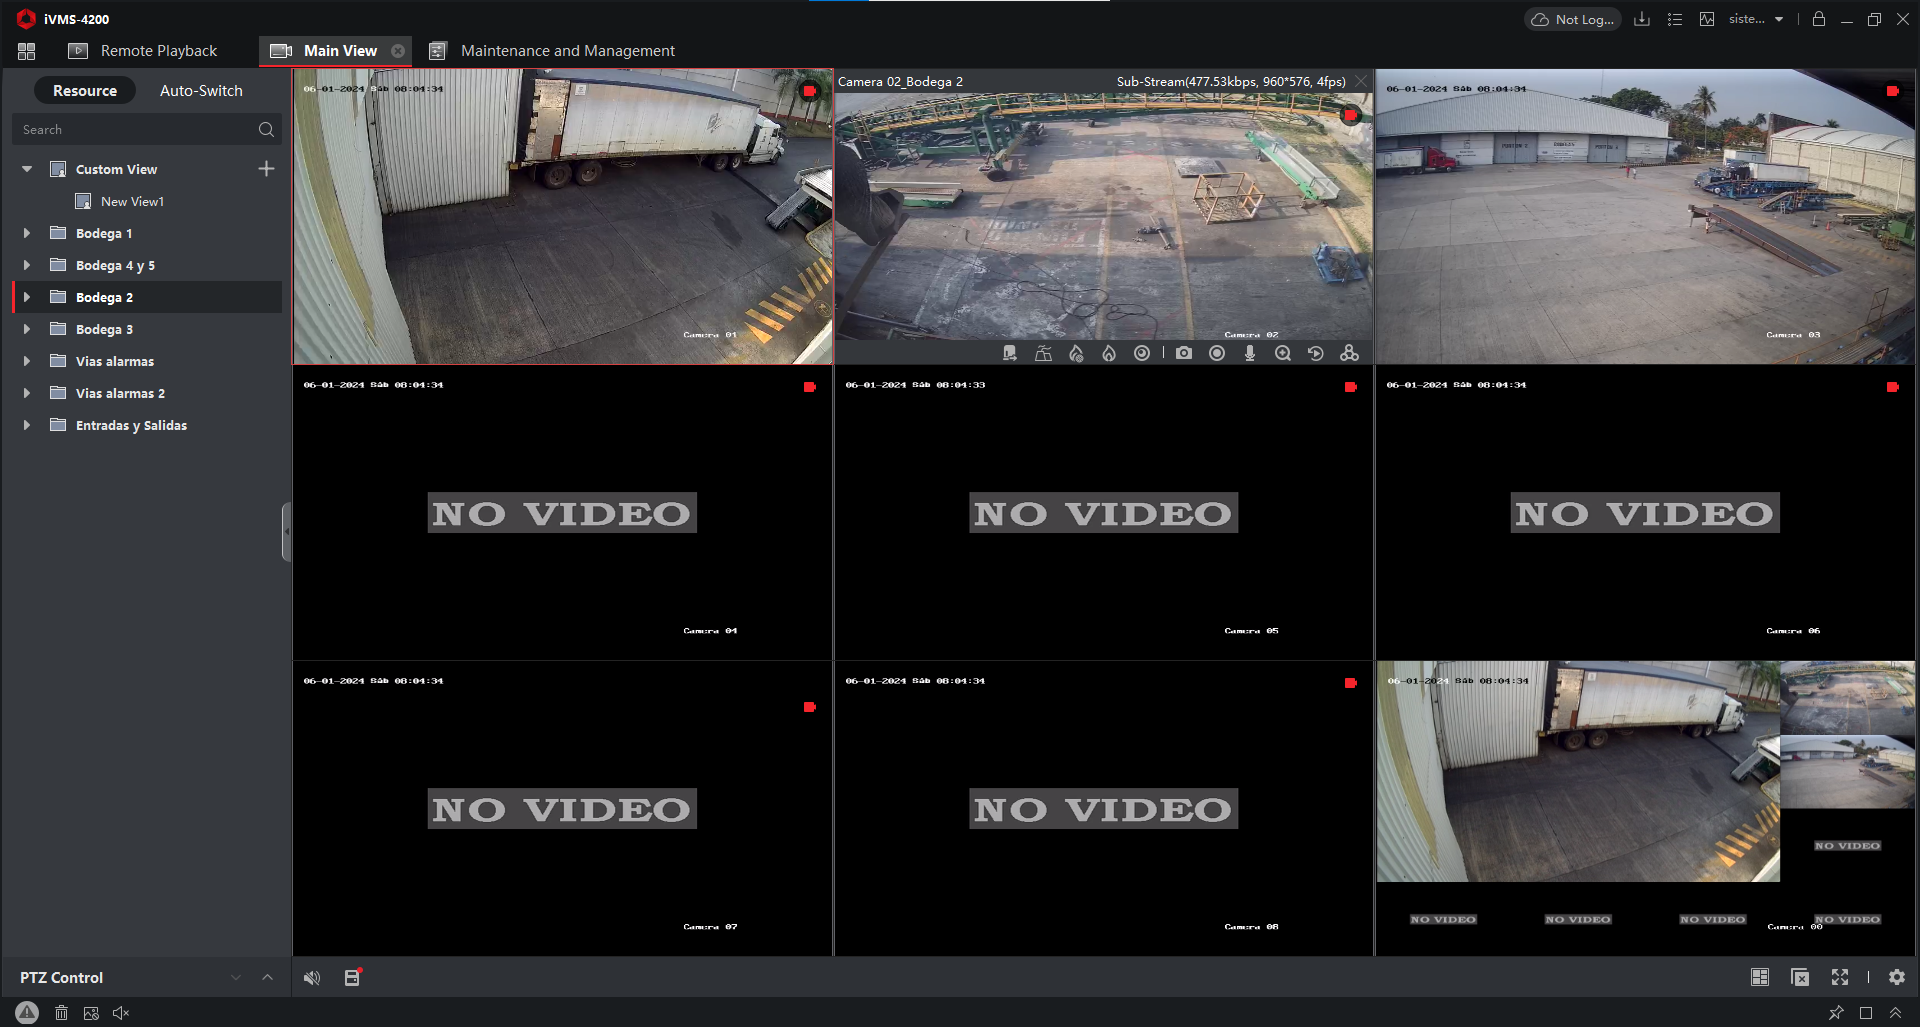 iVMS-4200
Not Log...
siste...
Remote Playback
Main View
Maintenance and Management
Resource
Auto-Switch
Search
Custom View
New View1
Bodega 1
Bodega 4 y 5
Bodega 2
Bodega 3
Vias alarmas
Vias alarmas 2
Entradas y Salidas
PTZ Control
06-01-2024 Sáb 08:04:34
Camera 01
Camera 02_Bodega 2
Sub-Stream(477.53kbps, 960*576, 4fps)
Camera 02
06-01-2024 Sáb 08:04:34
Camera 03
06-01-2024 Sáb 08:04:34
NO VIDEO
Camera 04
06-01-2024 Sáb 08:04:33
NO VIDEO
Camera 05
06-01-2024 Sáb 08:04:34
NO VIDEO
Camera 06
06-01-2024 Sáb 08:04:34
NO VIDEO
Camera 07
06-01-2024 Sáb 08:04:34
NO VIDEO
Camera 08
06-01-2024 Sáb 08:04:34
NO VIDEO
NO VIDEO
NO VIDEO
NO VIDEO
NO VIDEO
Camera 00